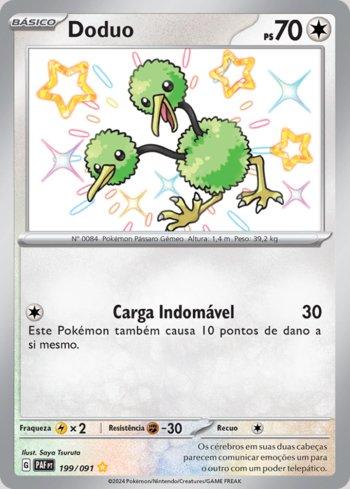 BÁSICO
Doduo
PS 70
Nº 0084 Pokémon Pássaro Gêmeo Altura: 1,4 m Peso: 39,2 kg
Carga Indomável 30
Este Pokémon também causa 10 pontos de dano a
si mesmo.
Fraqueza ×2 Resistência -30 Recuo
Ilust. Saya Tsuruta
G PAF PT 199/091
Os cérebros em suas duas cabeças
parecem comunicar emoções um para
o outro com um poder telepático.
©2024 Pokémon/Nintendo/Creatures/GAME FREAK